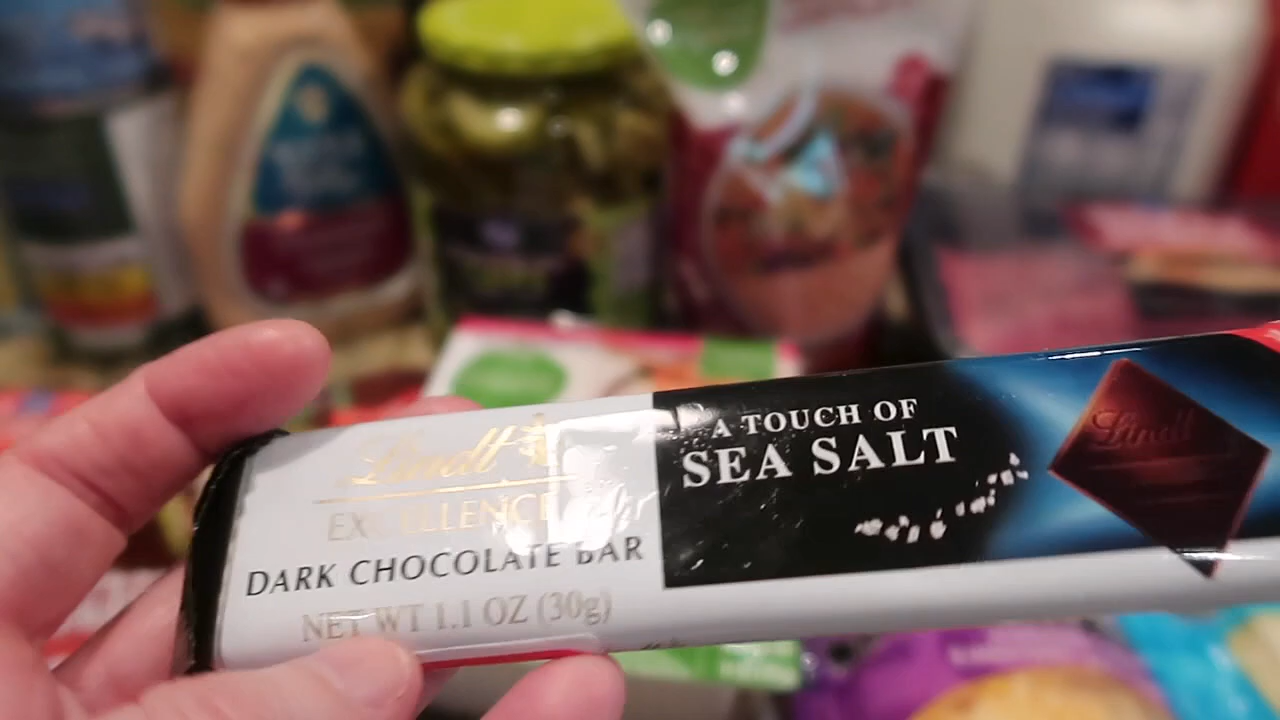 Lindt
EXCELLENCE
DARK CHOCOLATE BAR
NET WT 1.1 OZ (30g)
A TOUCH OF
SEA SALT
Lindt